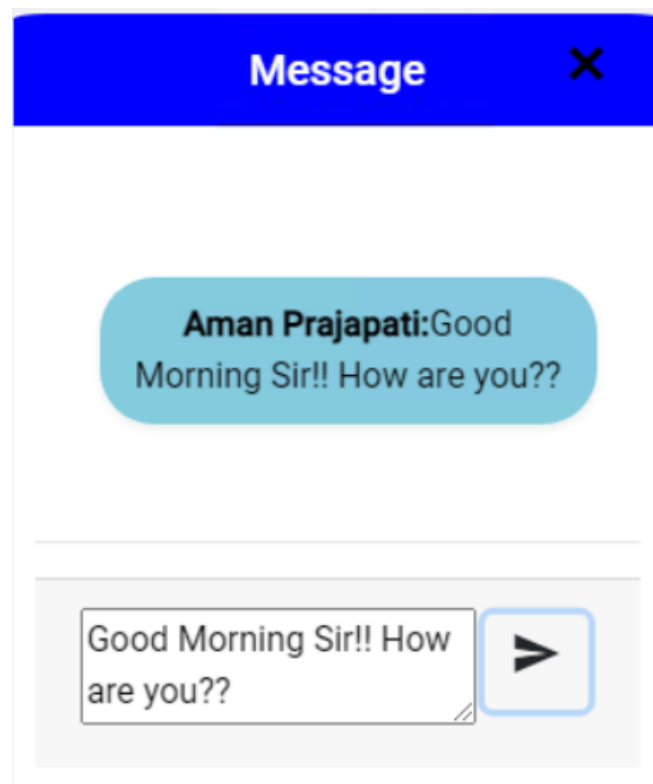 Message
Aman Prajapati:Good
Morning Sir!! How are you??
Good Morning Sir!! How
are you??